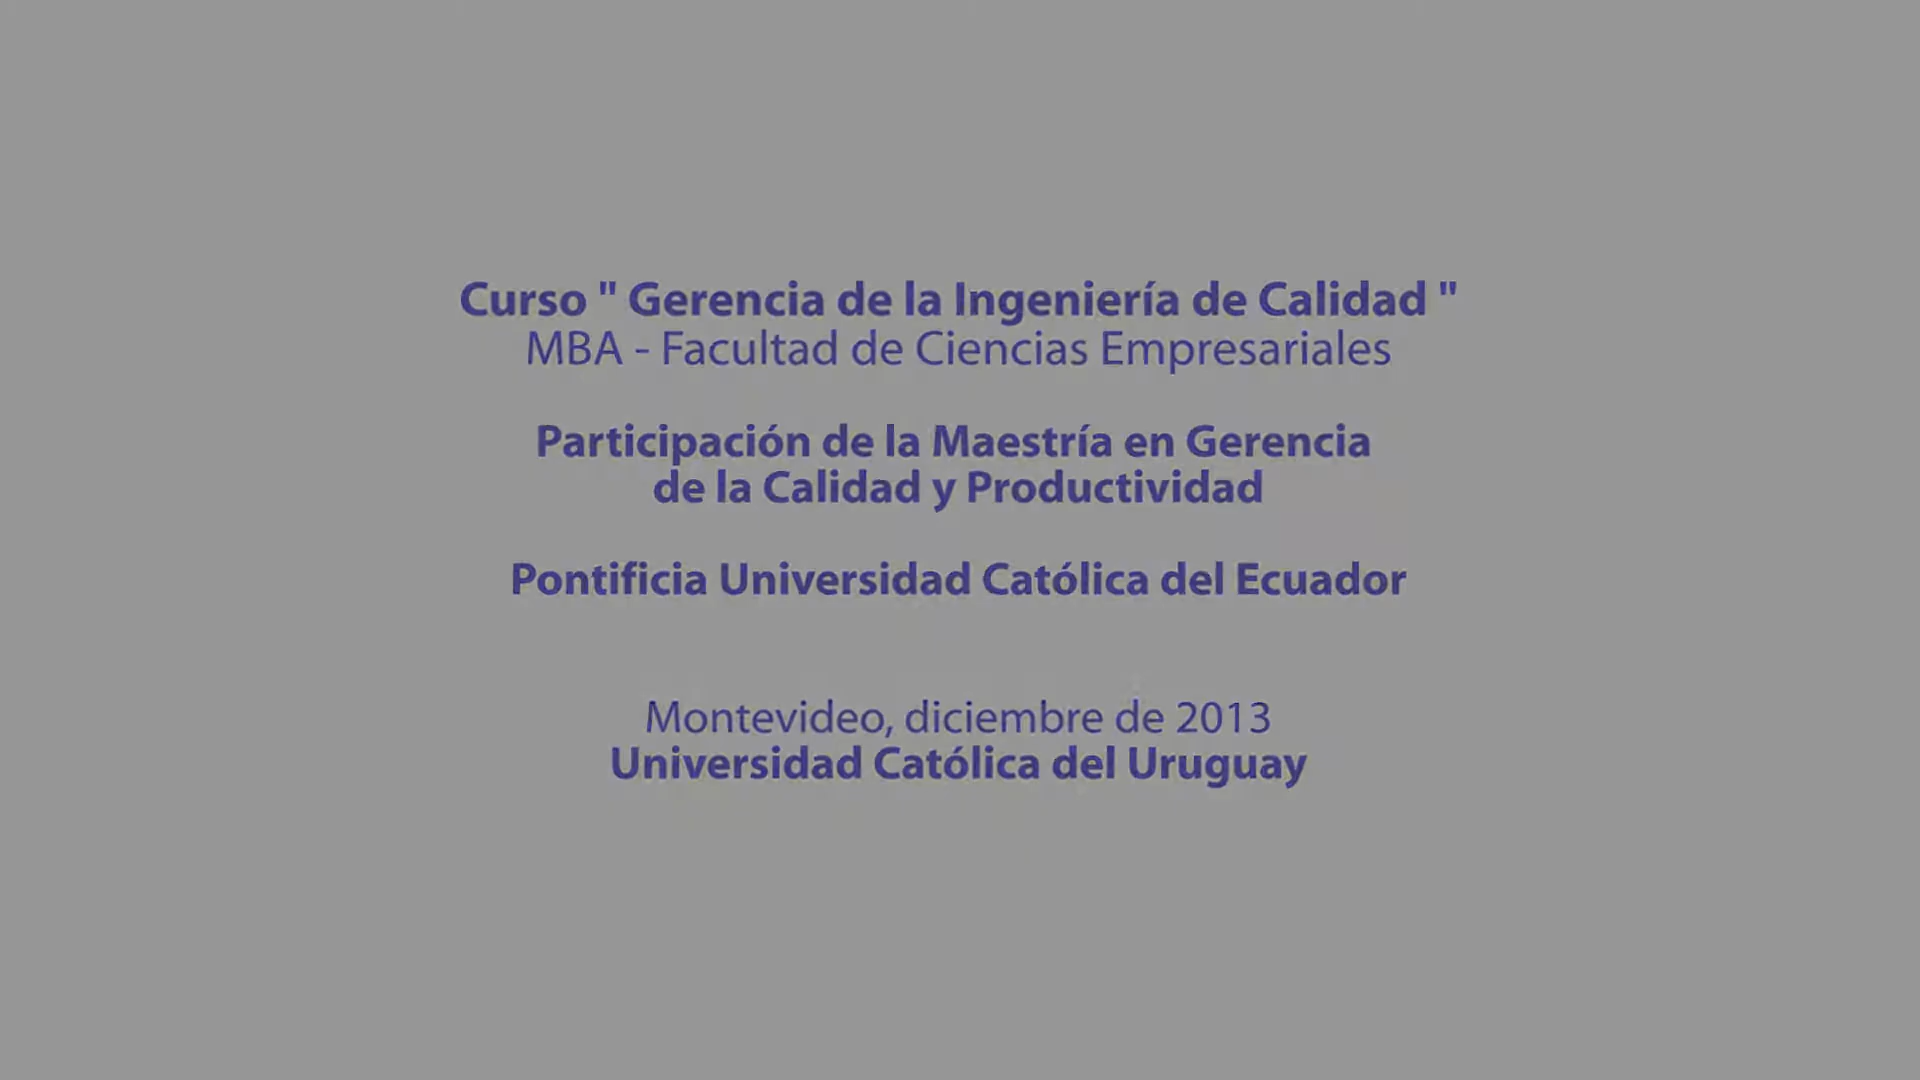 Curso " Gerencia de la Ingeniería de Calidad "
MBA - Facultad de Ciencias Empresariales
Participación de la Maestría en Gerencia
de la Calidad y Productividad
Pontificia Universidad Católica del Ecuador
Montevideo, diciembre de 2013
Universidad Católica del Uruguay